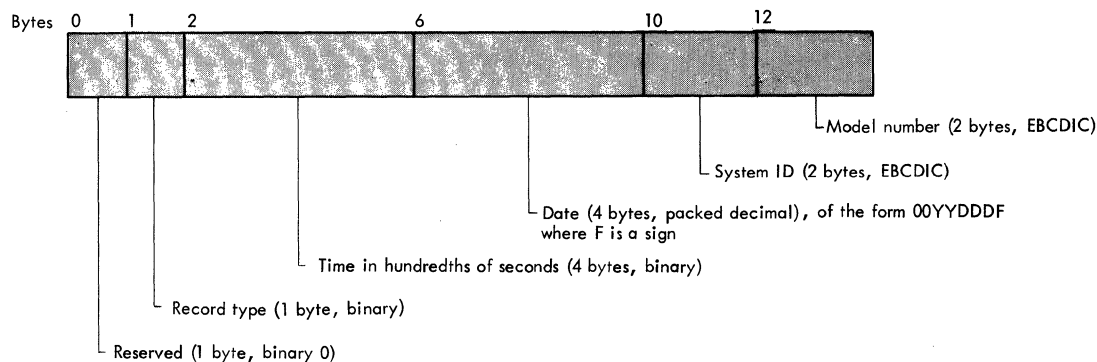 Bytes 0 1 2 6 10 12
Model number (2 bytes, EBCDIC)
System ID (2 bytes, EBCDIC)
Date (4 bytes, packed decimal), of the form 00YYDDDF
where F is a sign
Time in hundredths of seconds (4 bytes, binary)
Record type (1 byte, binary)
Reserved (1 byte, binary 0)